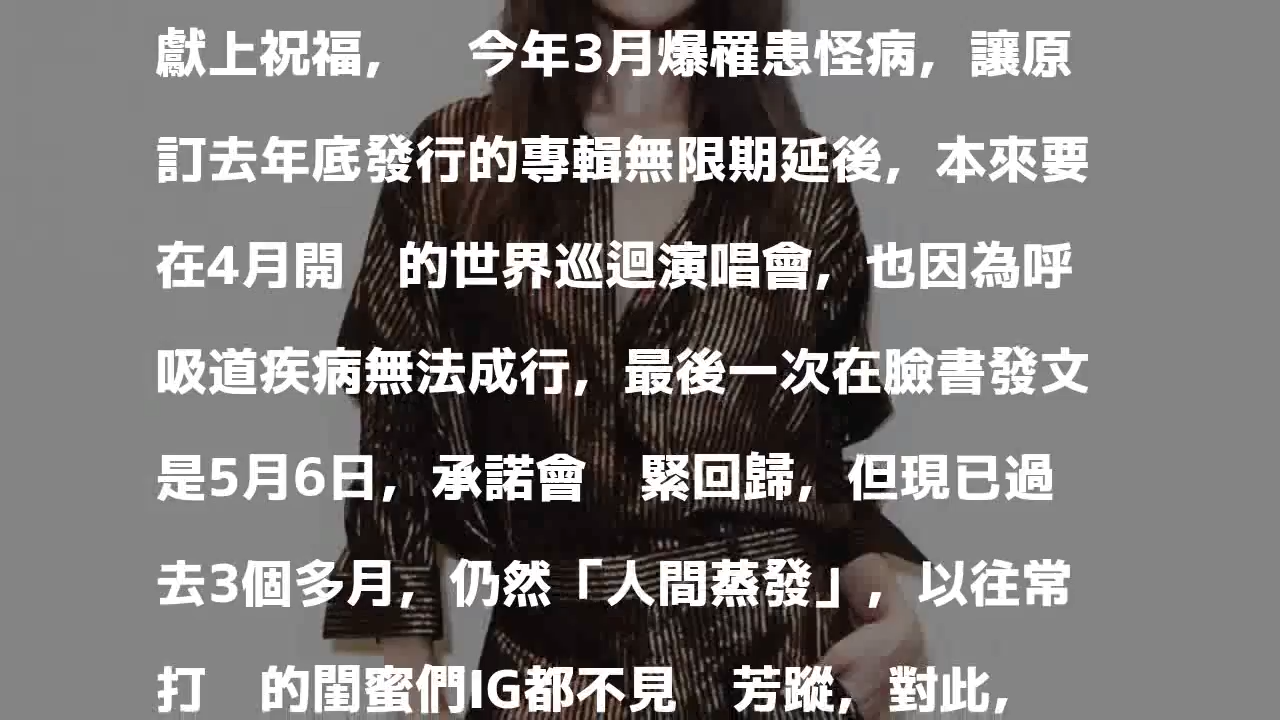 獻上祝福，　今年3月爆罹患怪病，讓原
訂去年底發行的專輯無限期延後，本來要
在4月開　的世界巡迴演唱會，也因為呼
吸道疾病無法成行，最後一次在臉書發文
是5月6日，承諾會　緊回歸，但現已過
去3個多月，仍然「人間蒸發」，以往常
打　的閨蜜們IG都不見　芳蹤，對此，